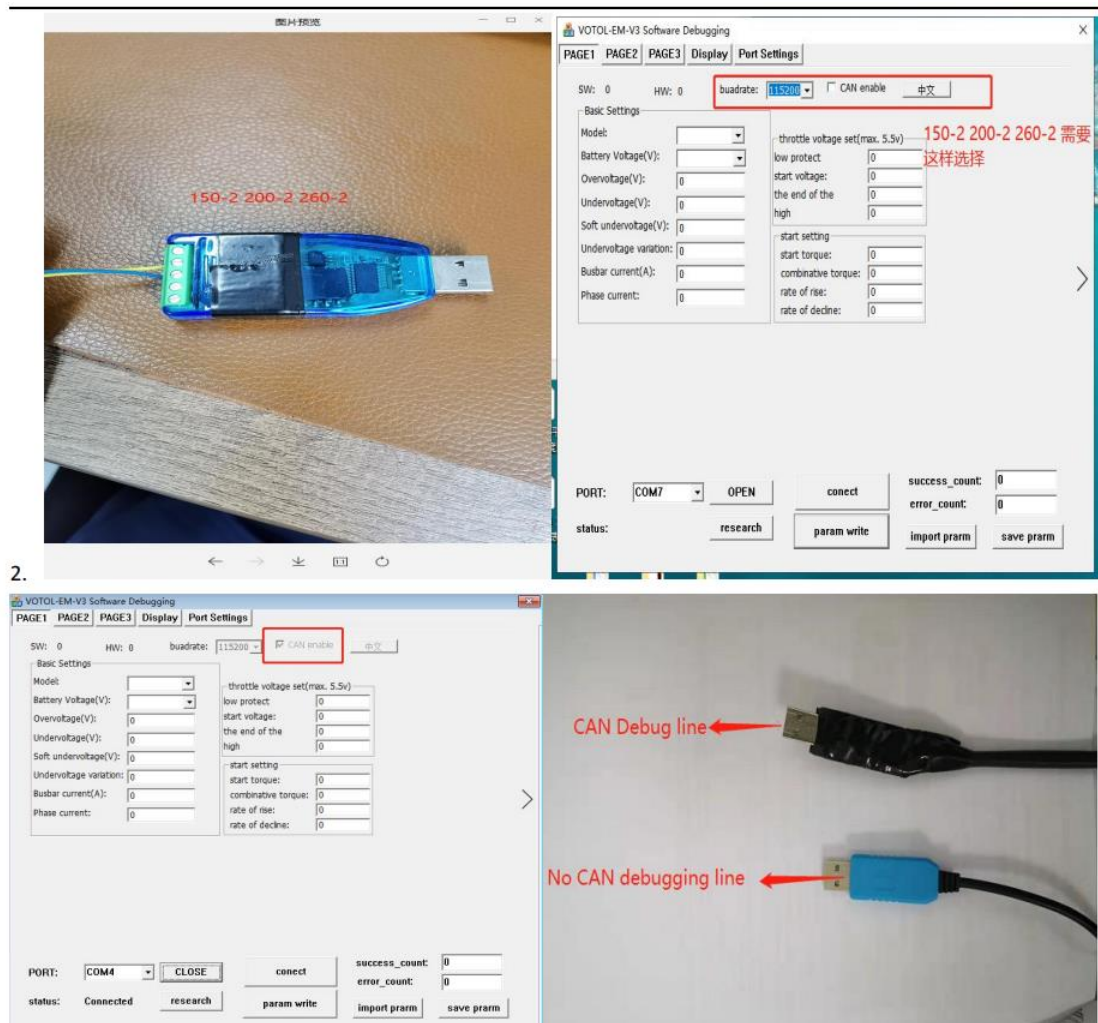 图片预览
150-2 200-2 260-2
VOTOL-EM-V3 Software Debugging
PAGE1 PAGE2 PAGE3 Display Port Settings
SW: 0 HW: 0 buadrate: 115200 CAN enable 中文
Basic Settings
Model:
Battery Voltage(V):
Overvoltage(V): 0
Undervoltage(V): 0
Soft undervoltage(V): 0
Undervoltage variation: 0
Busbar current(A): 0
Phase current: 0
throttle voltage set(max. 5.5v)
low protect 0
start voltage: 0
the end of the 0
high 0
start setting
start torque: 0
combinative torque: 0
rate of rise: 0
rate of decline: 0
150-2 200-2 260-2 需要
这样选择
PORT: COM7 OPEN conect success_count: 0
error_count: 0
status: research param write import prarm save prarm
2.
VOTOL-EM-V3 Software Debugging
PAGE1 PAGE2 PAGE3 Display Port Settings
SW: 0 HW: 0 buadrate: 115200 CAN enable 中文
Basic Settings
Model:
Battery Voltage(V):
Overvoltage(V): 0
Undervoltage(V): 0
Soft undervoltage(V): 0
Undervoltage variation: 0
Busbar current(A): 0
Phase current: 0
throttle voltage set(max. 5.5v)
low protect 0
start voltage: 0
the end of the 0
high 0
start setting
start torque: 0
combinative torque: 0
rate of rise: 0
rate of decline: 0
PORT: COM4 CLOSE conect success_count: 0
error_count: 0
status: Connected research param write import prarm save prarm
CAN Debug line
No CAN debugging line